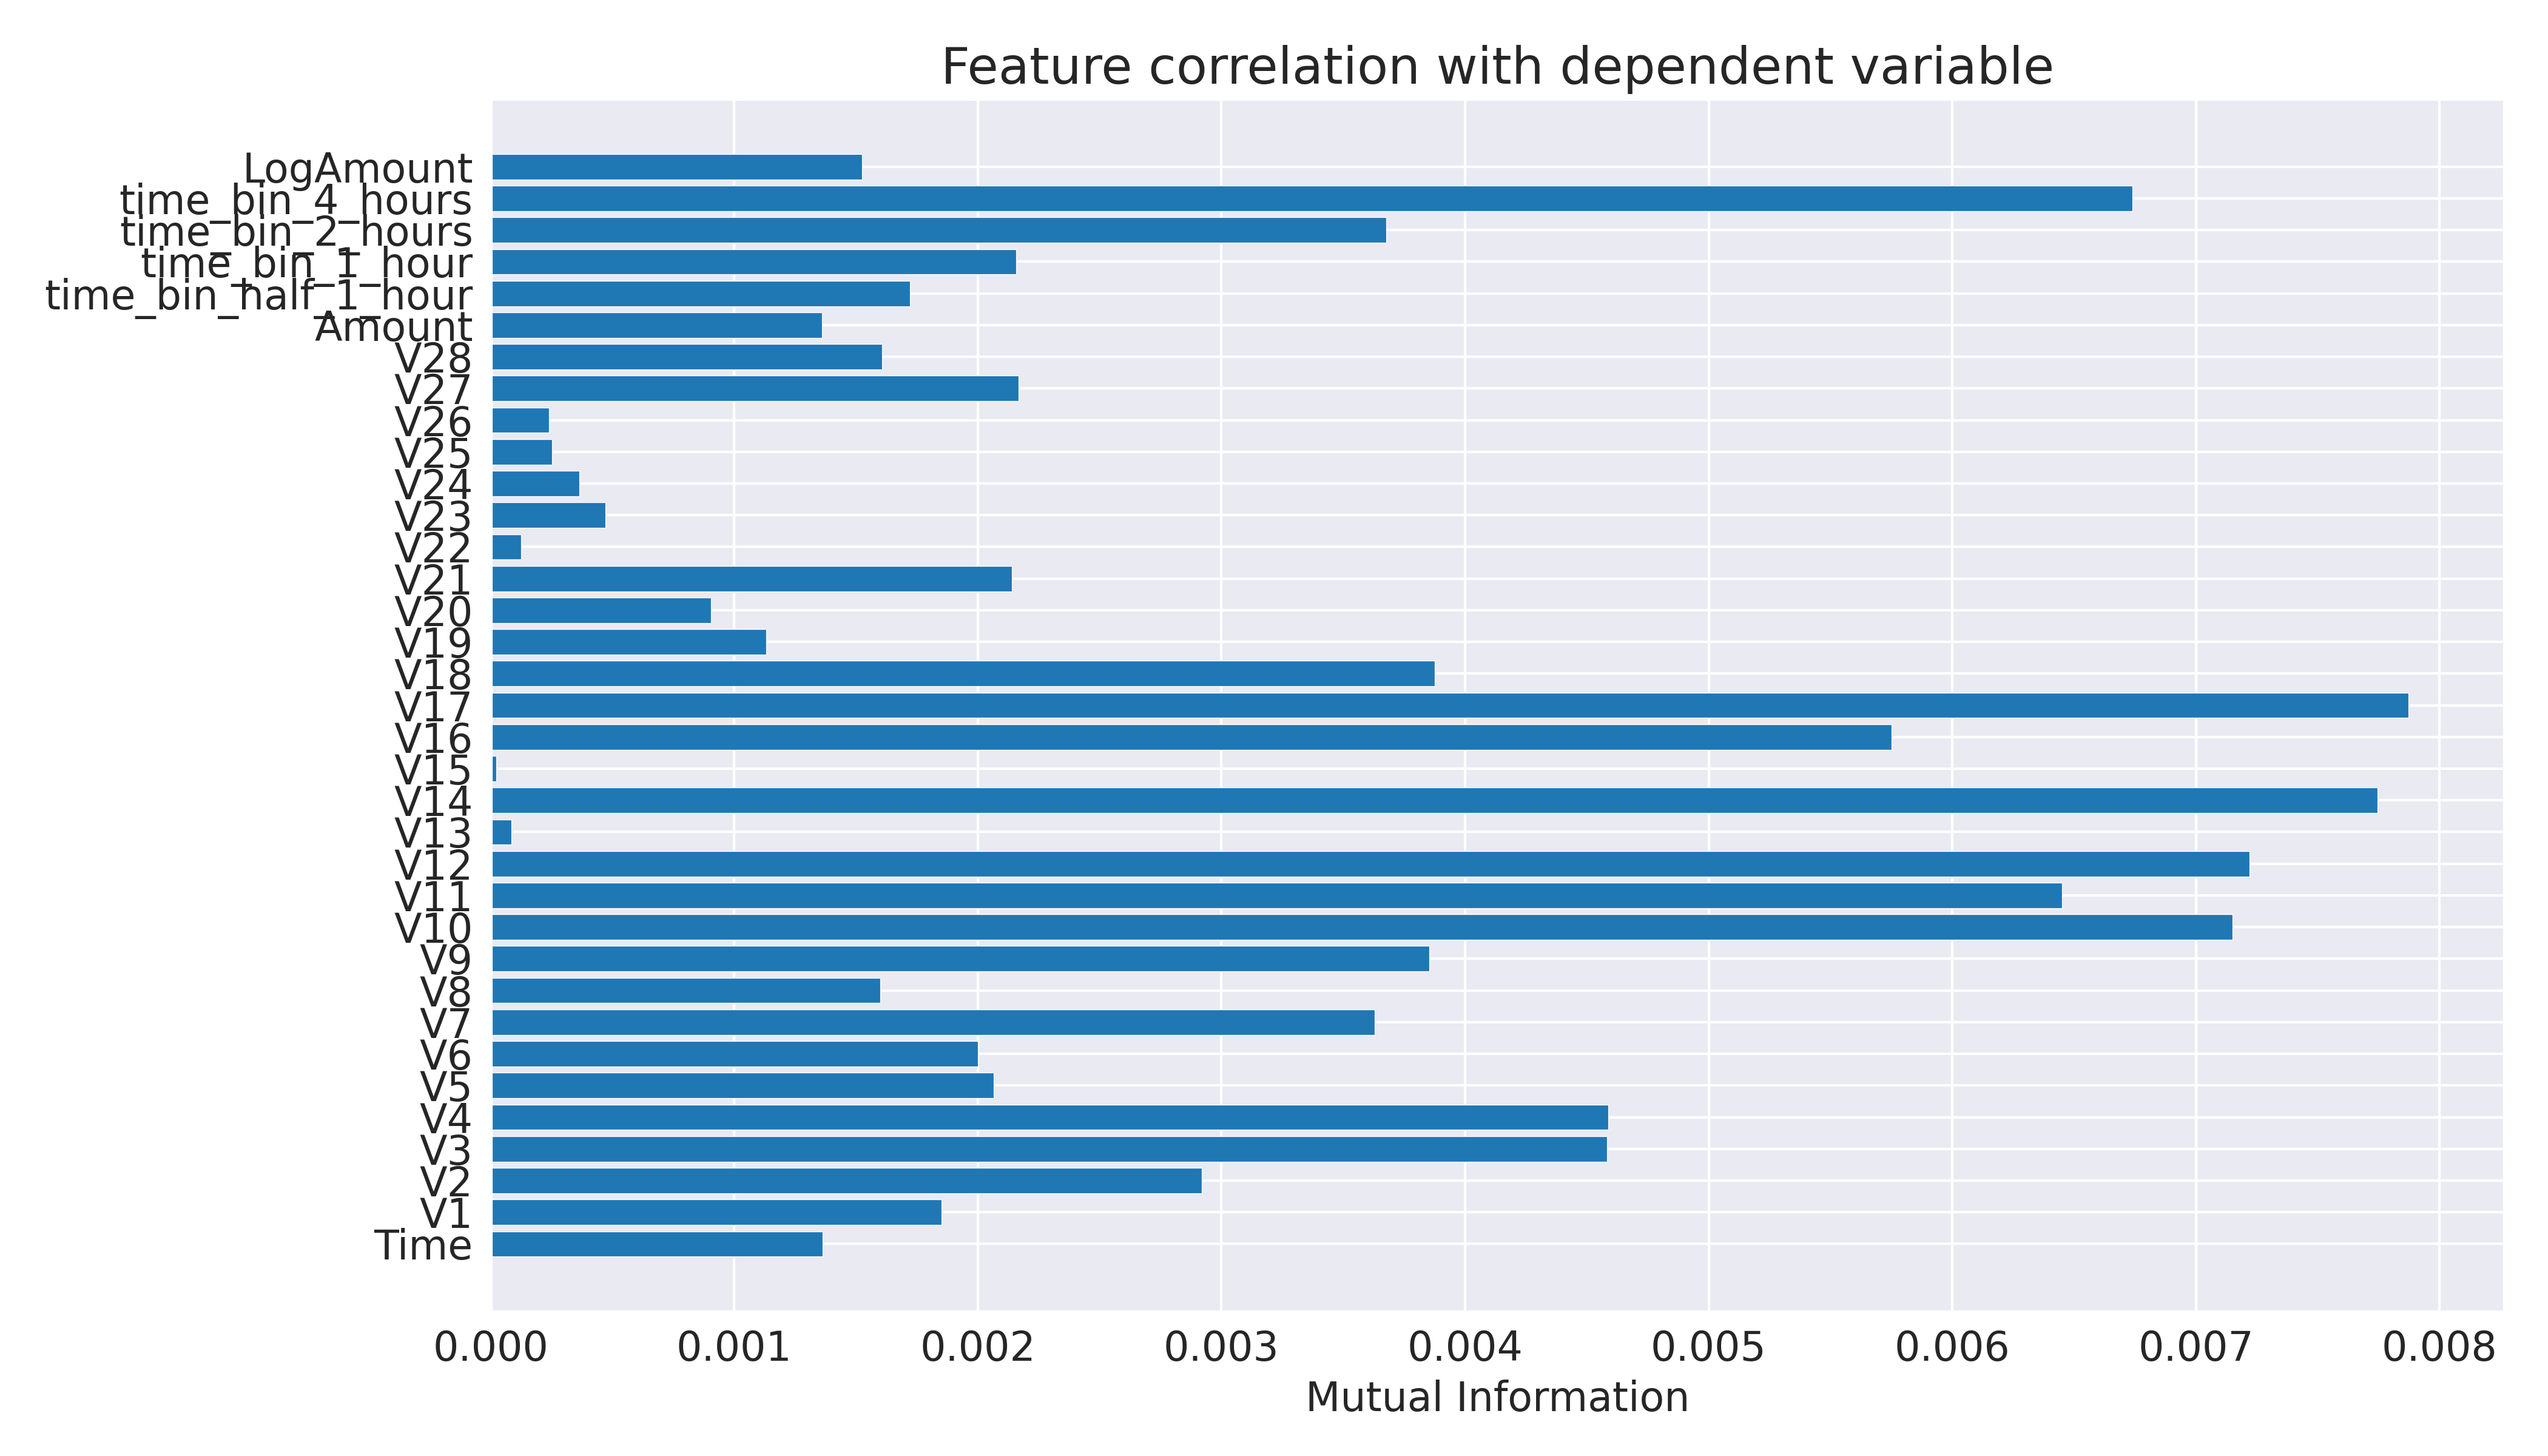 Feature correlation with dependent variable
LogAmount
time_bin_4_hours
time_bin_2_hours
time_bin_1_hour
time_bin_half_1_hour
Amount
V28
V27
V26
V25
V24
V23
V22
V21
V20
V19
V18
V17
V16
V15
V14
V13
V12
V11
V10
V9
V8
V7
V6
V5
V4
V3
V2
V1
Time
0.000 0.001 0.002 0.003 0.004 0.005 0.006 0.007 0.008
Mutual Information